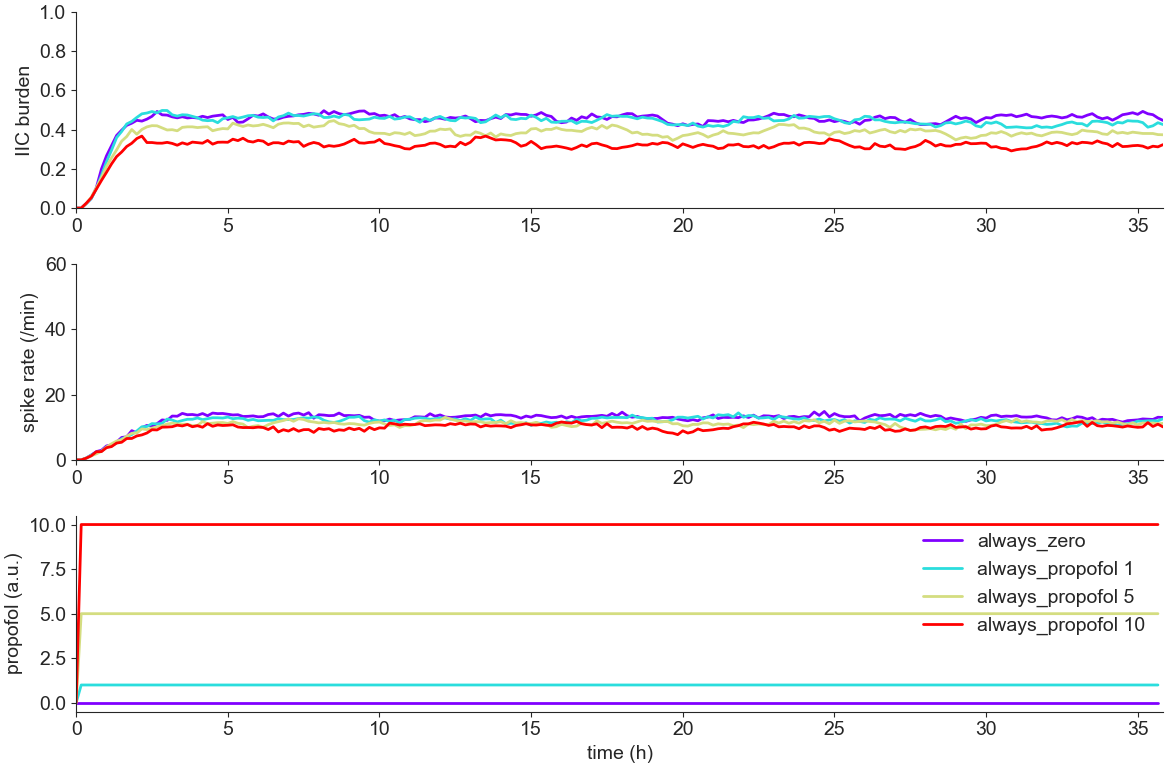 1.0
0.8
0.6
0.4
0.2
0.0
IIC burden
0 5 10 15 20 25 30 35
60
40
20
0
spike rate (/min)
0 5 10 15 20 25 30 35
10.0
7.5
5.0
2.5
0.0
propofol (a.u.)
always_zero
always_propofol 1
always_propofol 5
always_propofol 10
0 5 10 15 20 25 30 35
time (h)